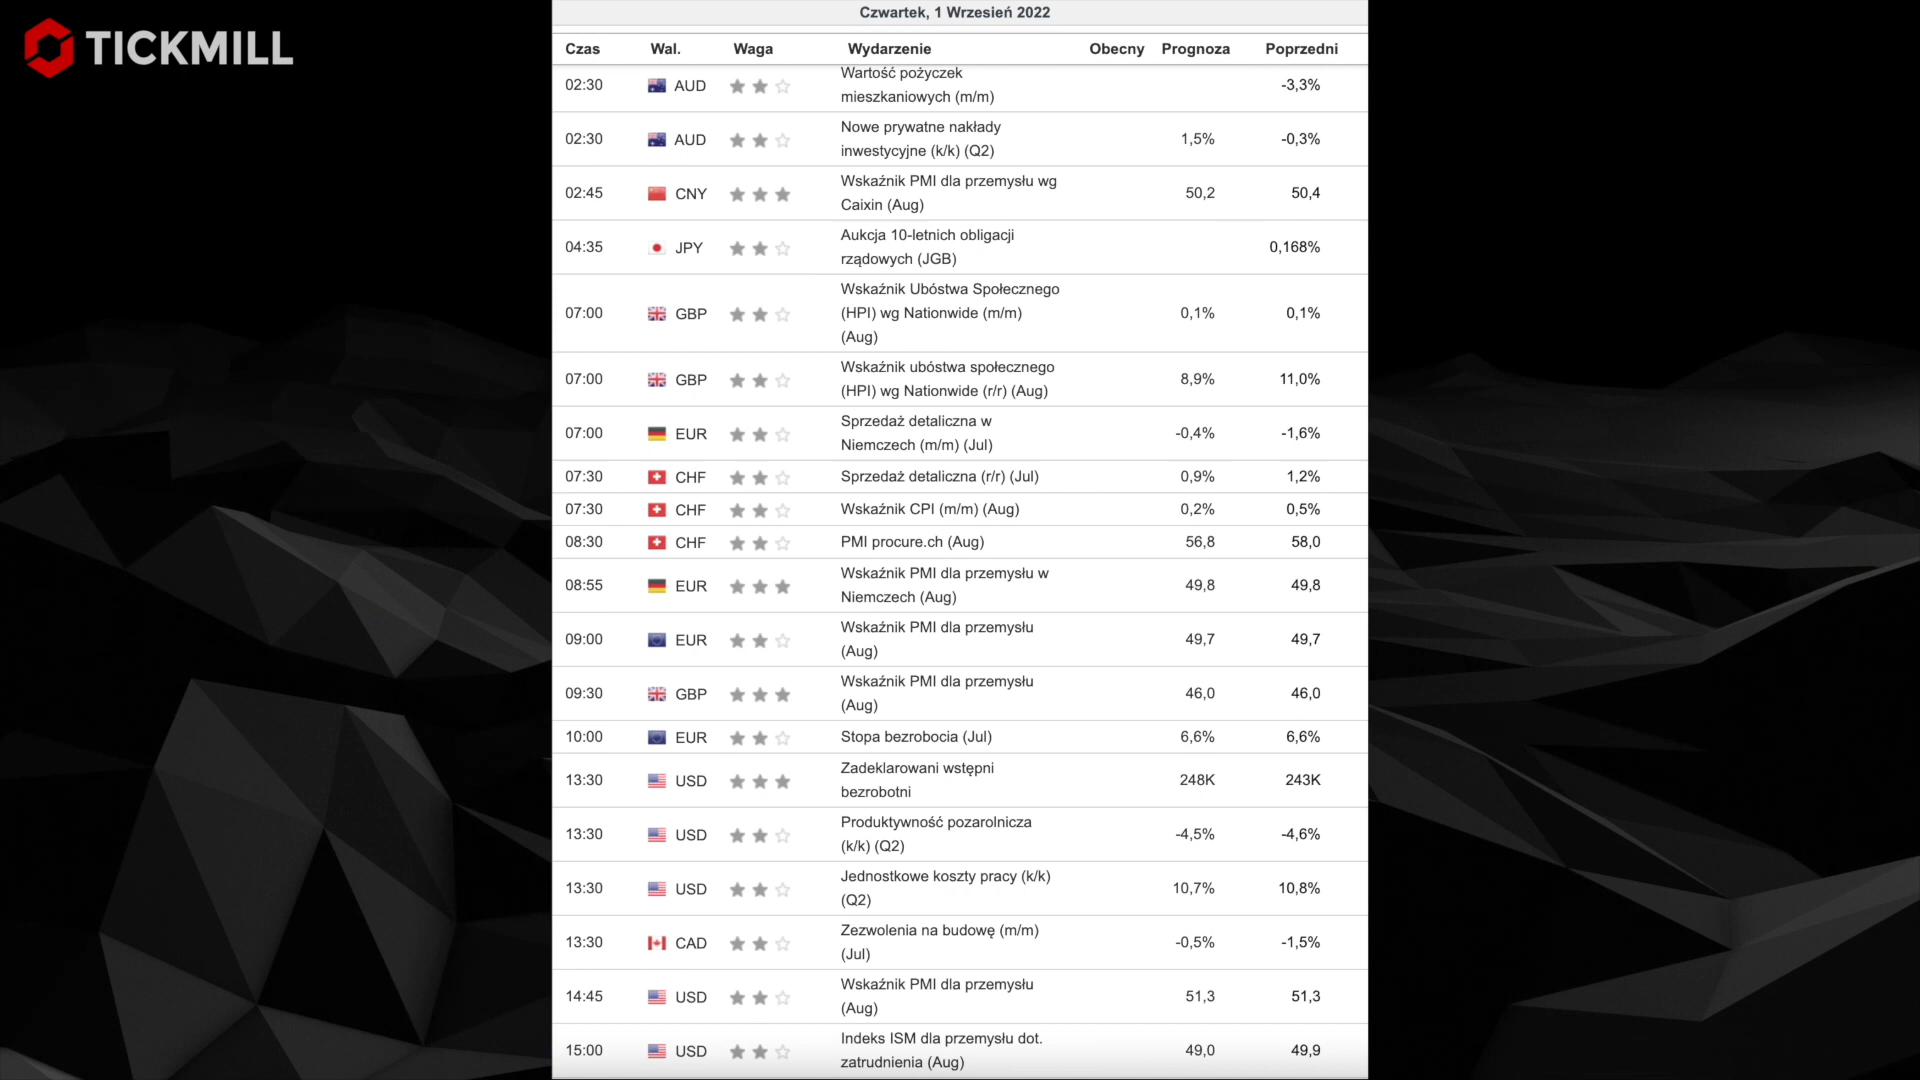 TICKMILL
Czwartek, 1 Wrzesień 2022
Czas Wal. Waga Wydarzenie Obecny Prognoza Poprzedni
02:30 AUD Wartość pożyczek mieszkaniowych (m/m) -3,3%
02:30 AUD Nowe prywatne nakłady inwestycyjne (k/k) (Q2) 1,5% -0,3%
02:45 CNY Wskaźnik PMI dla przemysłu wg Caixin (Aug) 50,2 50,4
04:35 JPY Aukcja 10-letnich obligacji rządowych (JGB) 0,168%
07:00 GBP Wskaźnik Ubóstwa Społecznego (HPI) wg Nationwide (m/m) (Aug) 0,1% 0,1%
07:00 GBP Wskaźnik ubóstwa społecznego (HPI) wg Nationwide (r/r) (Aug) 8,9% 11,0%
07:00 EUR Sprzedaż detaliczna w Niemczech (m/m) (Jul) -0,4% -1,6%
07:30 CHF Sprzedaż detaliczna (r/r) (Jul) 0,9% 1,2%
07:30 CHF Wskaźnik CPI (m/m) (Aug) 0,2% 0,5%
08:30 CHF PMI procure.ch (Aug) 56,8 58,0
08:55 EUR Wskaźnik PMI dla przemysłu w Niemczech (Aug) 49,8 49,8
09:00 EUR Wskaźnik PMI dla przemysłu (Aug) 49,7 49,7
09:30 GBP Wskaźnik PMI dla przemysłu (Aug) 46,0 46,0
10:00 EUR Stopa bezrobocia (Jul) 6,6% 6,6%
13:30 USD Zadeklarowani wstępni bezrobotni 248K 243K
13:30 USD Produktywność pozarolnicza (k/k) (Q2) -4,5% -4,6%
13:30 USD Jednostkowe koszty pracy (k/k) (Q2) 10,7% 10,8%
13:30 CAD Zezwolenia na budowę (m/m) (Jul) -0,5% -1,5%
14:45 USD Wskaźnik PMI dla przemysłu (Aug) 51,3 51,3
15:00 USD Indeks ISM dla przemysłu dot. zatrudnienia (Aug) 49,0 49,9